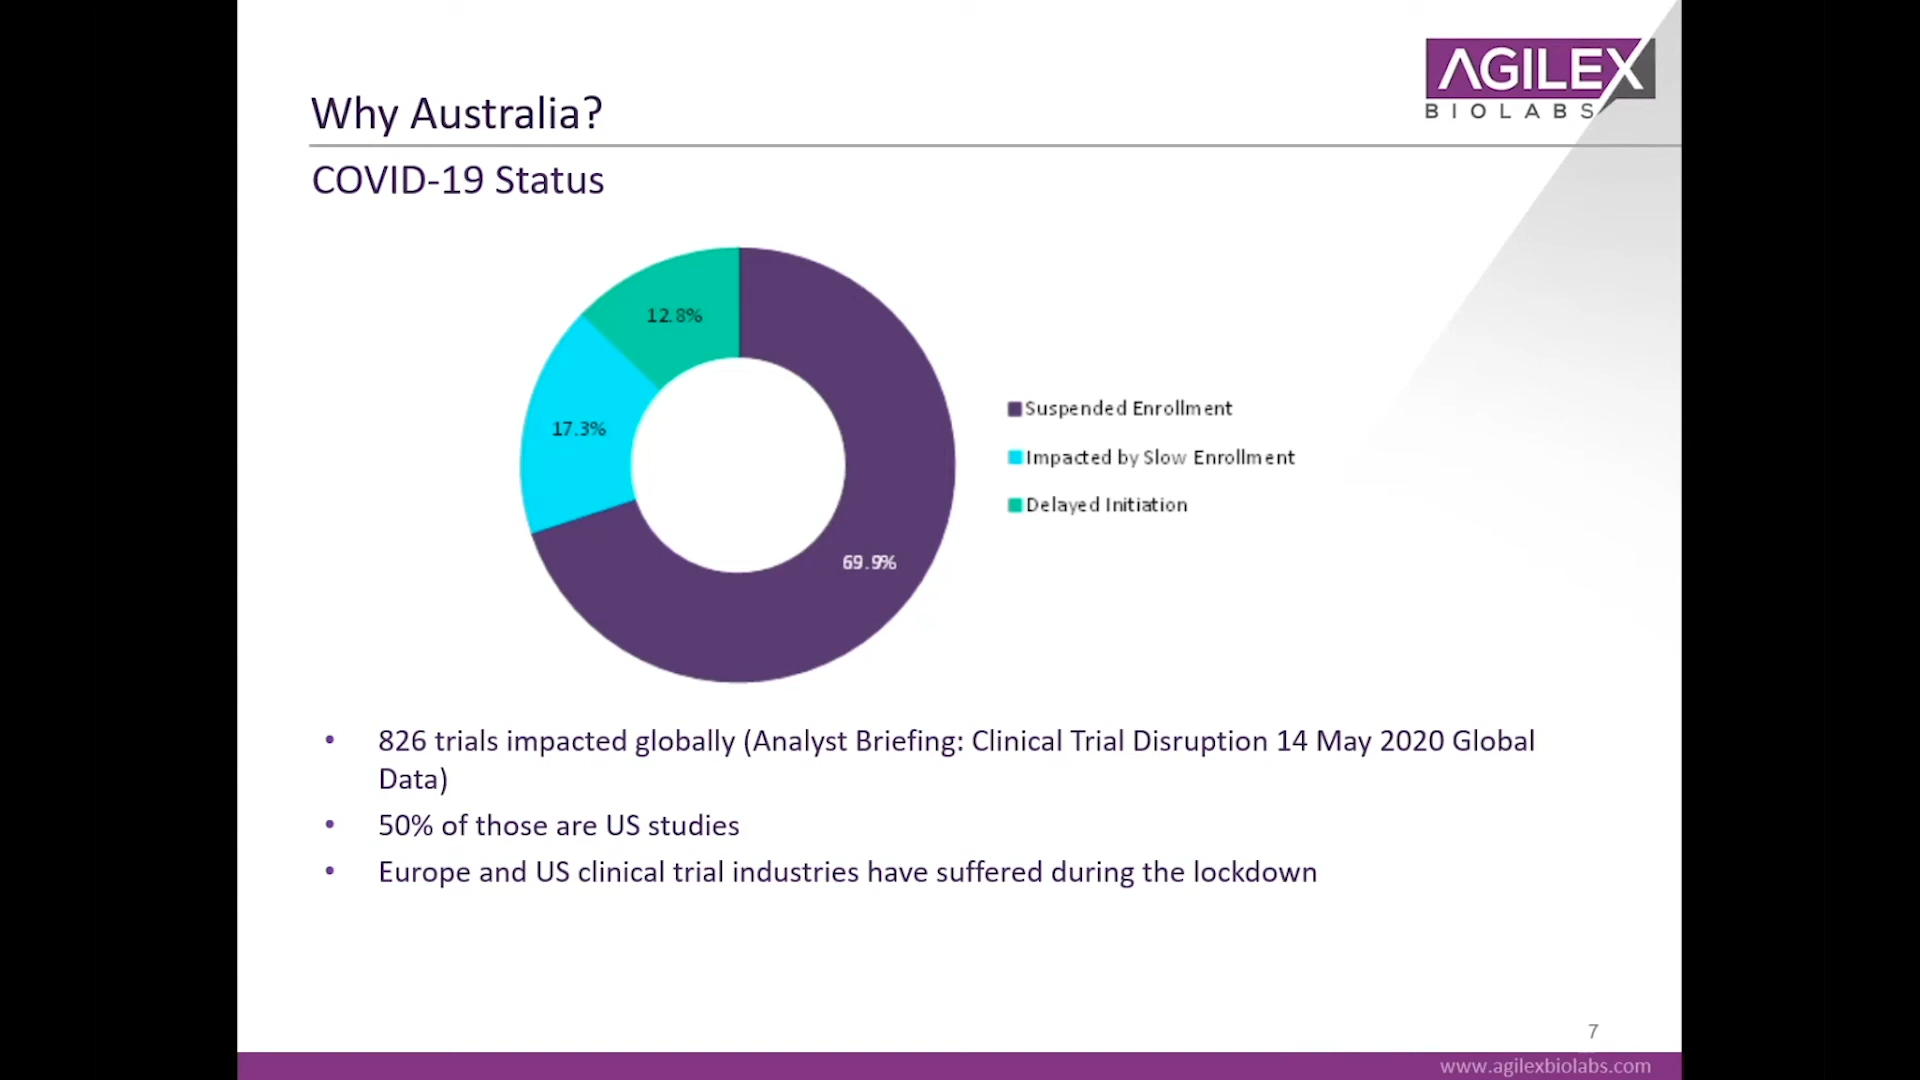 AGILEX
BIOLABS
Why Australia?
COVID-19 Status
12.8%
17.3%
69.9%
Suspended Enrollment
Impacted by Slow Enrollment
Delayed Initiation
• 826 trials impacted globally (Analyst Briefing: Clinical Trial Disruption 14 May 2020 Global
Data)
• 50% of those are US studies
• Europe and US clinical trial industries have suffered during the lockdown
7
www.agilexbiolabs.com